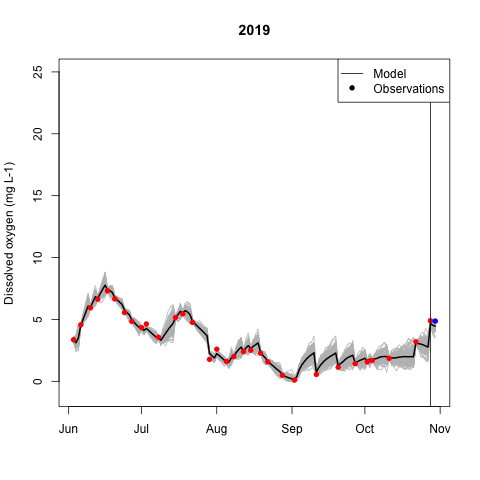 2019
Model
Observations
Dissolved oxygen (mg L-1)
25
20
15
10
5
0
Jun Jul Aug Sep Oct Nov